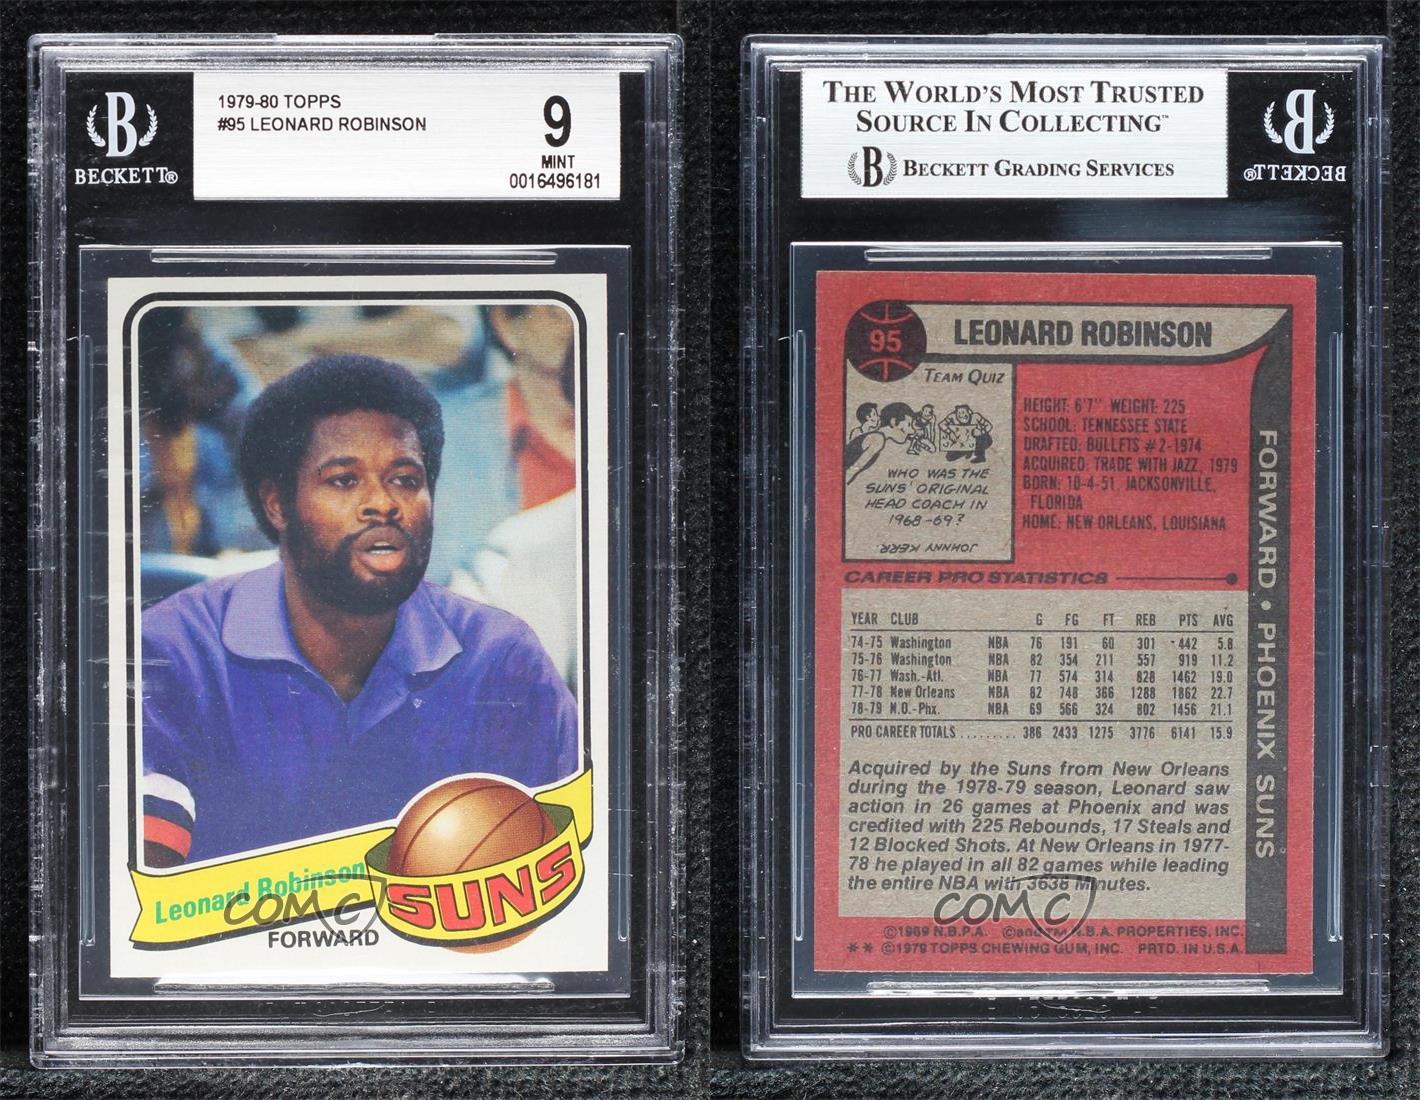 BECKETT®
1979-80 TOPPS
#95 LEONARD ROBINSON
9
MINT
0016496181
Leonard Robinson
SUNS
FORWARD
COMC
THE WORLD'S MOST TRUSTED
SOURCE IN COLLECTING™
B BECKETT GRADING SERVICES
BECKETT®
95
LEONARD ROBINSON
TEAM QUIZ
WHO WAS THE
SUNS' ORIGINAL
HEAD COACH IN
1968-69?
JOHNNY KERR
HEIGHT: 6'7" WEIGHT: 225
SCHOOL: TENNESSEE STATE
DRAFTED: BULLETS #2-1974
ACQUIRED: TRADE WITH JAZZ, 1979
BORN: 10-4-51, JACKSONVILLE,
FLORIDA
HOME: NEW ORLEANS, LOUISIANA
FORWARD • PHOENIX SUNS
CAREER PRO STATISTICS
YEAR CLUB G FG FT REB PTS AVG
74-75 Washington NBA 76 191 60 301 442 5.8
75-76 Washington NBA 82 354 211 557 919 11.2
76-77 Wash.-Atl. NBA 77 574 314 828 1462 19.0
77-78 New Orleans NBA 82 748 366 1288 1862 22.7
78-79 N.O.-Phx. NBA 69 566 324 802 1456 21.1
PRO CAREER TOTALS ......... 386 2433 1275 3776 6141 15.9
Acquired by the Suns from New Orleans
during the 1978-79 season, Leonard saw
action in 26 games at Phoenix and was
credited with 225 Rebounds, 17 Steals and
12 Blocked Shots. At New Orleans in 1977-
78 he played in all 82 games while leading
the entire NBA with 3638 Minutes.
COMC
©1969 N.B.P.A. ©and TM N.B.A. PROPERTIES, INC.
** ©1979 TOPPS CHEWING GUM, INC. PRTD. IN U.S.A.